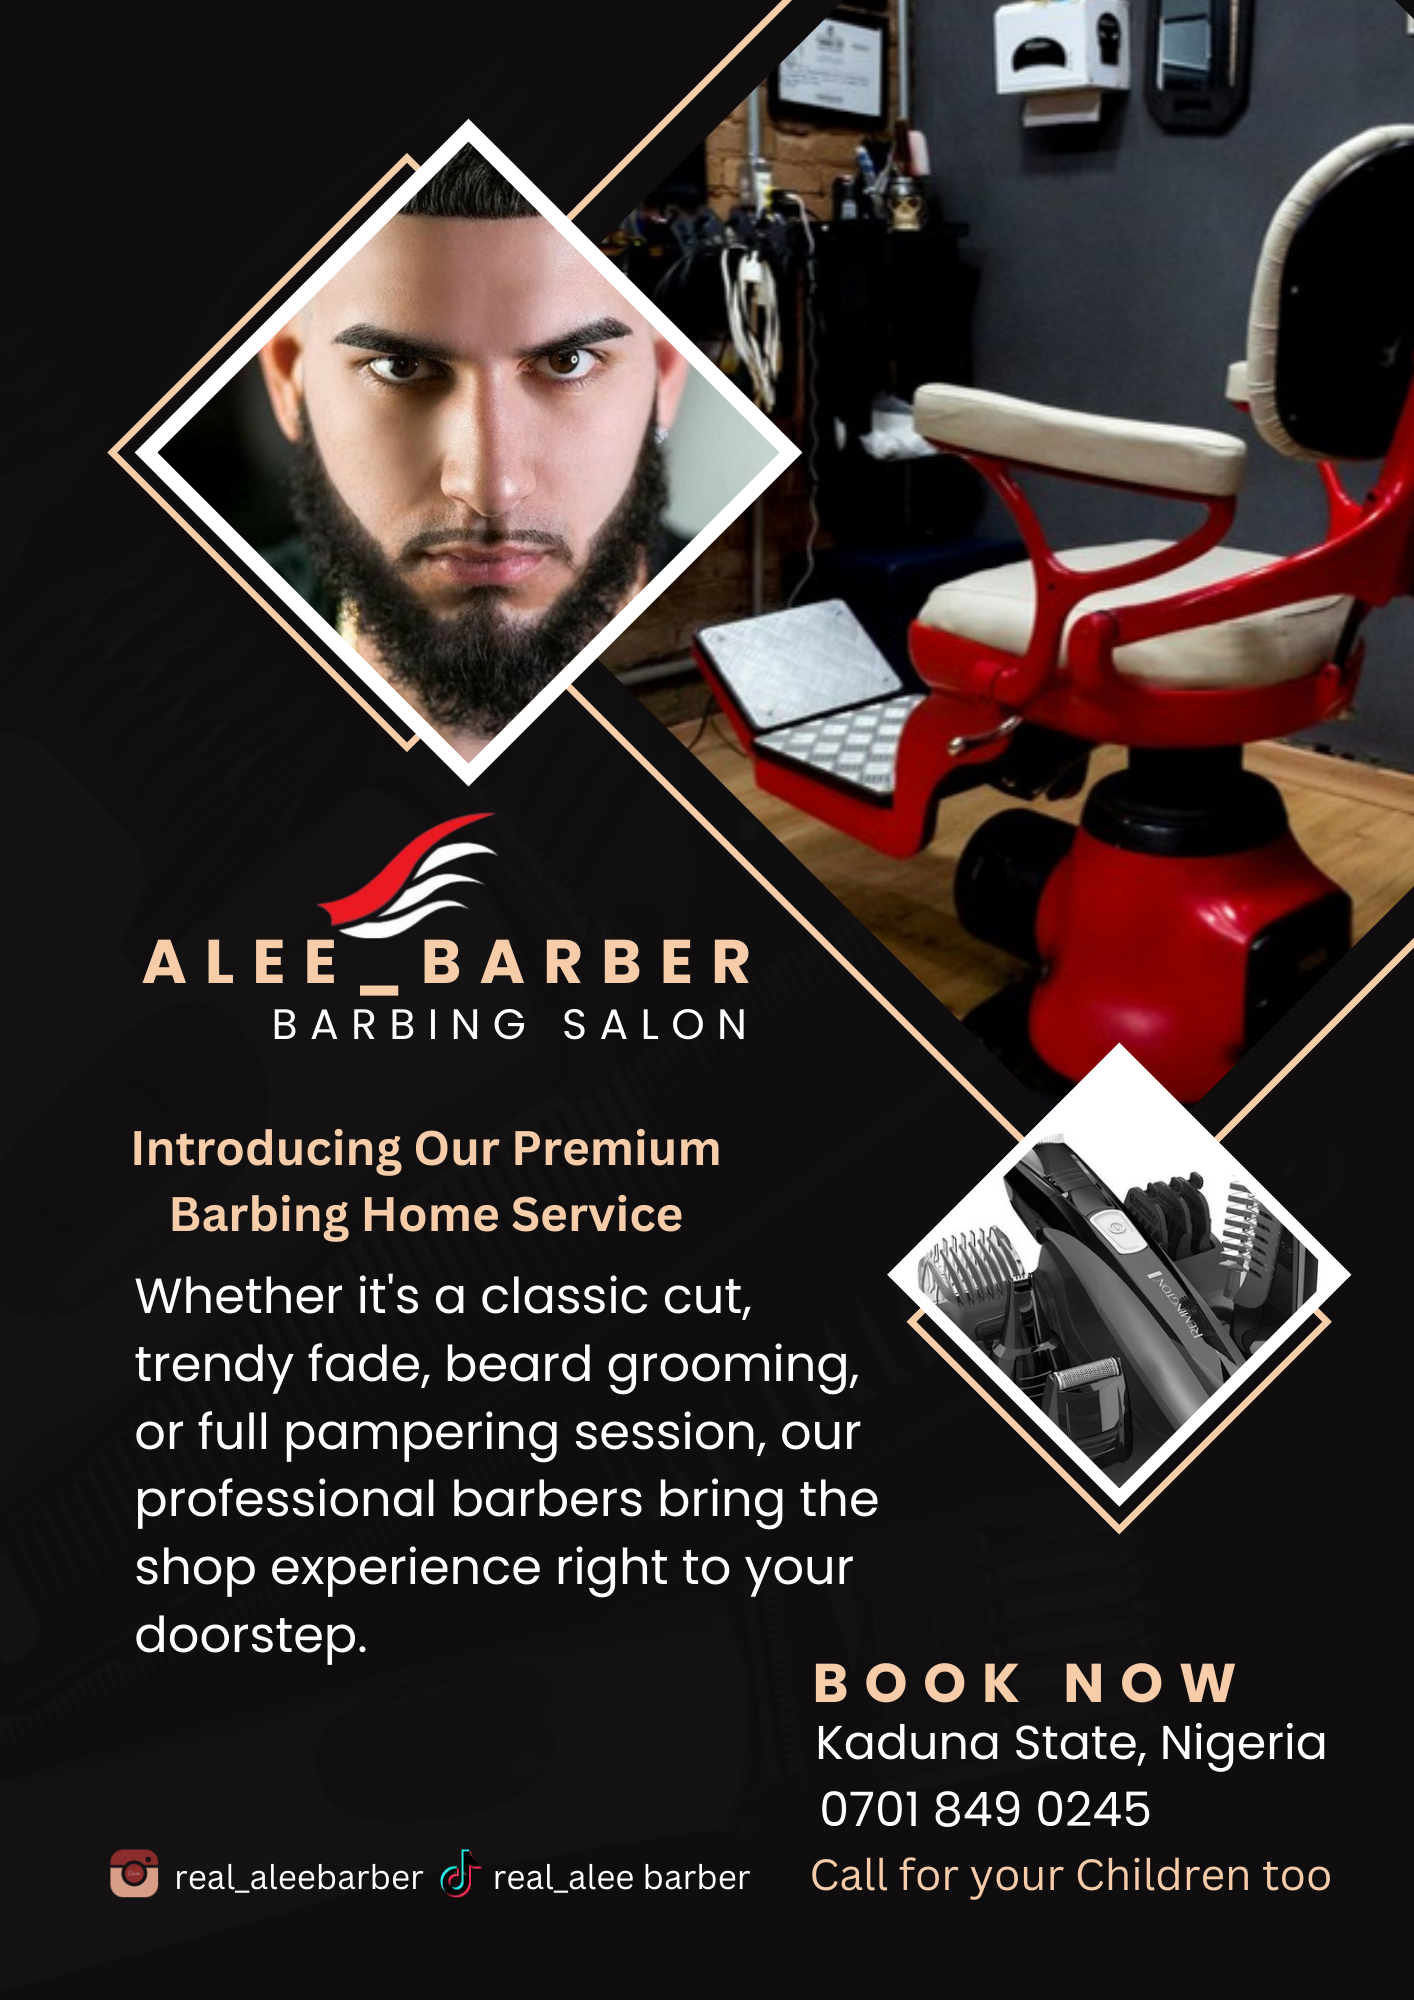 ALEE_BARBER
BARBING SALON
Introducing Our Premium
Barbing Home Service
Whether it's a classic cut,
trendy fade, beard grooming,
or full pampering session, our
professional barbers bring the
shop experience right to your
doorstep.
REMINGTON
BOOK NOW
Kaduna State, Nigeria
0701 849 0245
Call for your Children too
real_aleebarber
real_alee barber